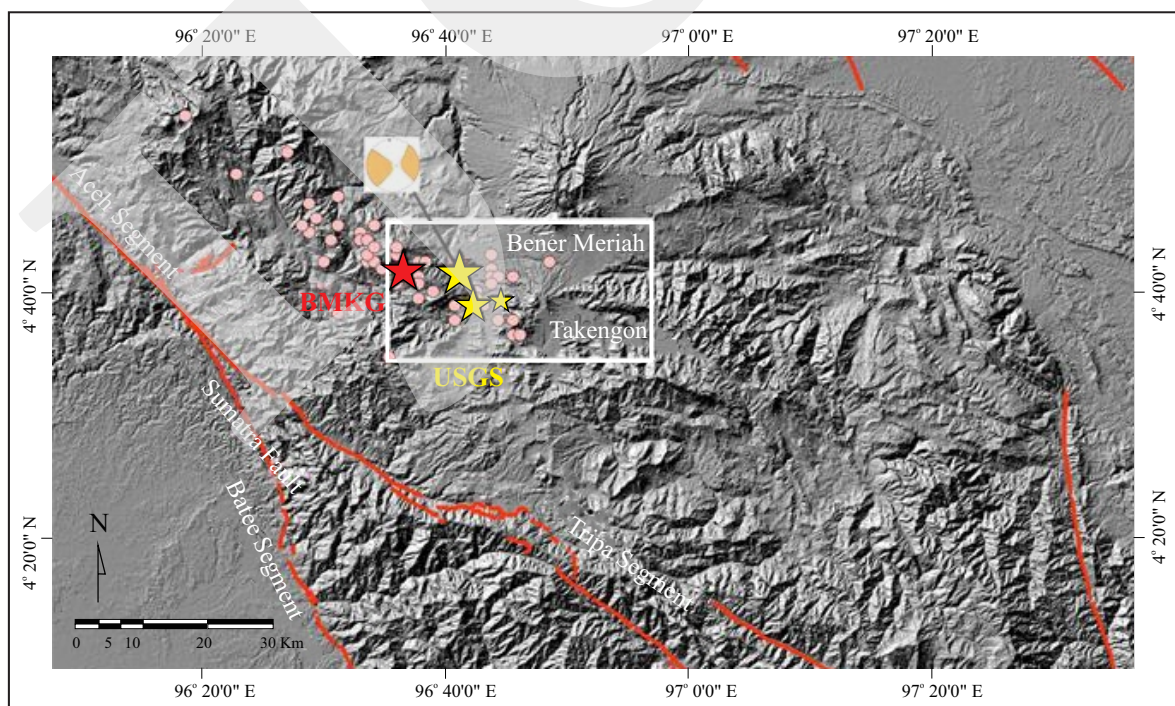 96° 20'0" E 96° 40'0" E 97° 0'0" E 97° 20'0" E
Aceh Segment
Bener Meriah
4° 40'0" N
4° 40'0" N
BMKG
Takengon
USGS
Sumatra Fault
Batee Segment
Tripa Segment
N
4° 20'0" N
4° 20'0" N
0 5 10 20 30 Km
96° 20'0" E 96° 40'0" E 97° 0'0" E 97° 20'0" E